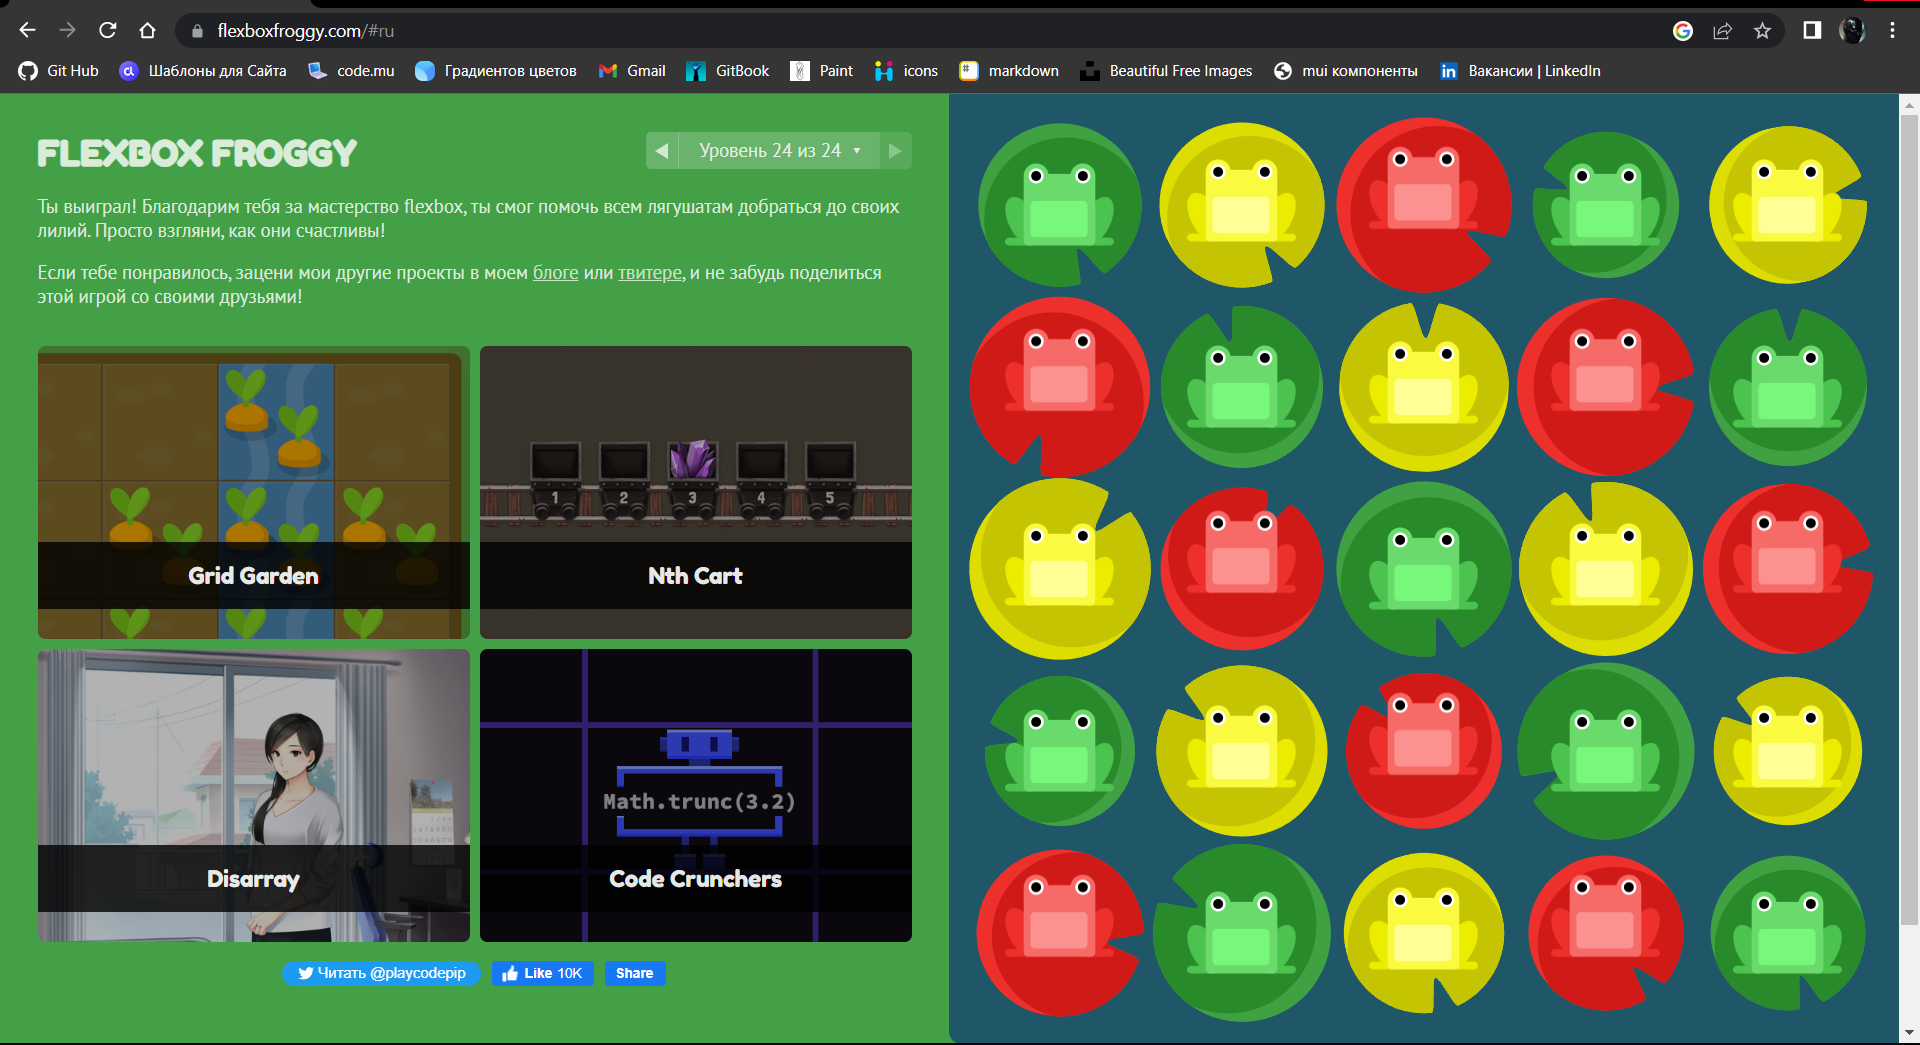 flexboxfroggy.com/#ru
Git Hub Шаблоны для Сайта code.mu Градиентов цветов Gmail GitBook Paint icons markdown Beautiful Free Images mui компоненты Вакансии | LinkedIn
FLEXBOX FROGGY
Уровень 24 из 24
Ты выиграл! Благодарим тебя за мастерство flexbox, ты смог помочь всем лягушатам добраться до своих
лилий. Просто взгляни, как они счастливы!
Если тебе понравилось, зацени мои другие проекты в моем блоге или твитере, и не забудь поделиться
этой игрой со своими друзьями!
1 2 3 4 5
Grid Garden
Nth Cart
Math.trunc(3.2)
Disarray
Code Crunchers
Читать @playcodepip
Like 10K
Share